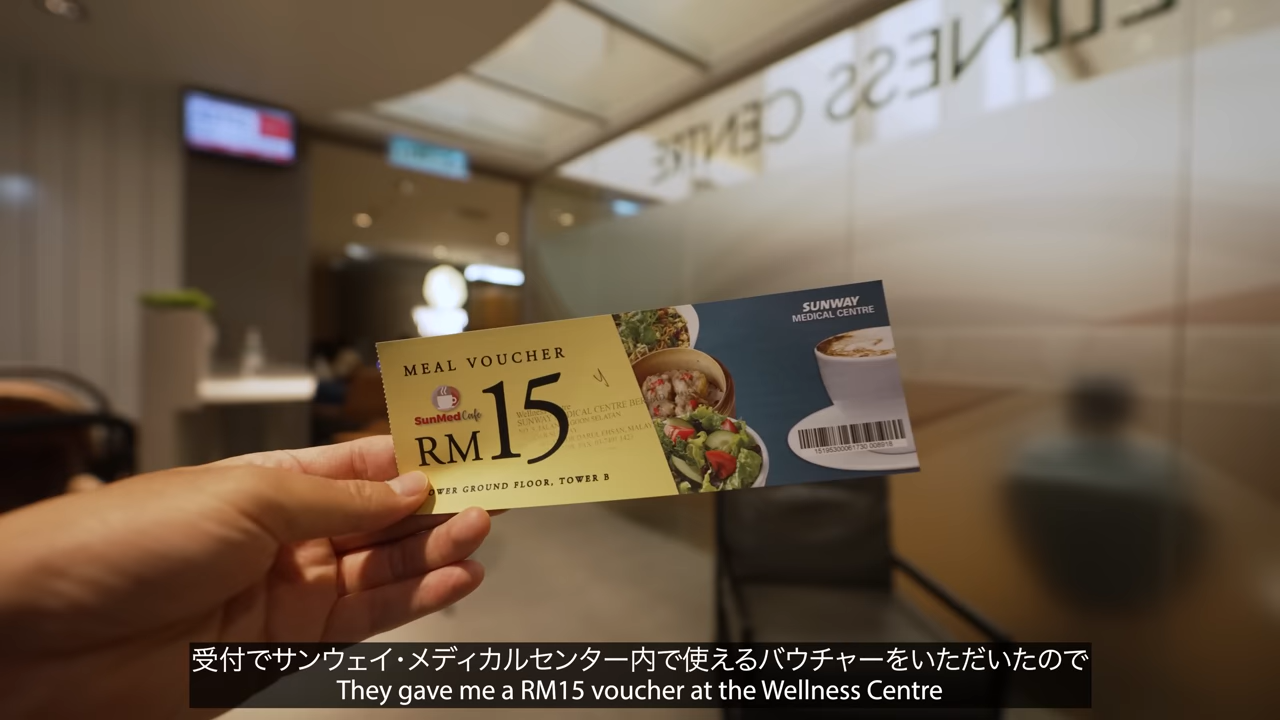 NESS CENTRE
MEAL VOUCHER
SunMed Cafe
RM15
OWER GROUND FLOOR, TOWER B
SUNWAY
MEDICAL CENTRE
受付でサンウェイ・メディカルセンター内で使えるバウチャーをいただいたので
They gave me a RM15 voucher at the Wellness Centre